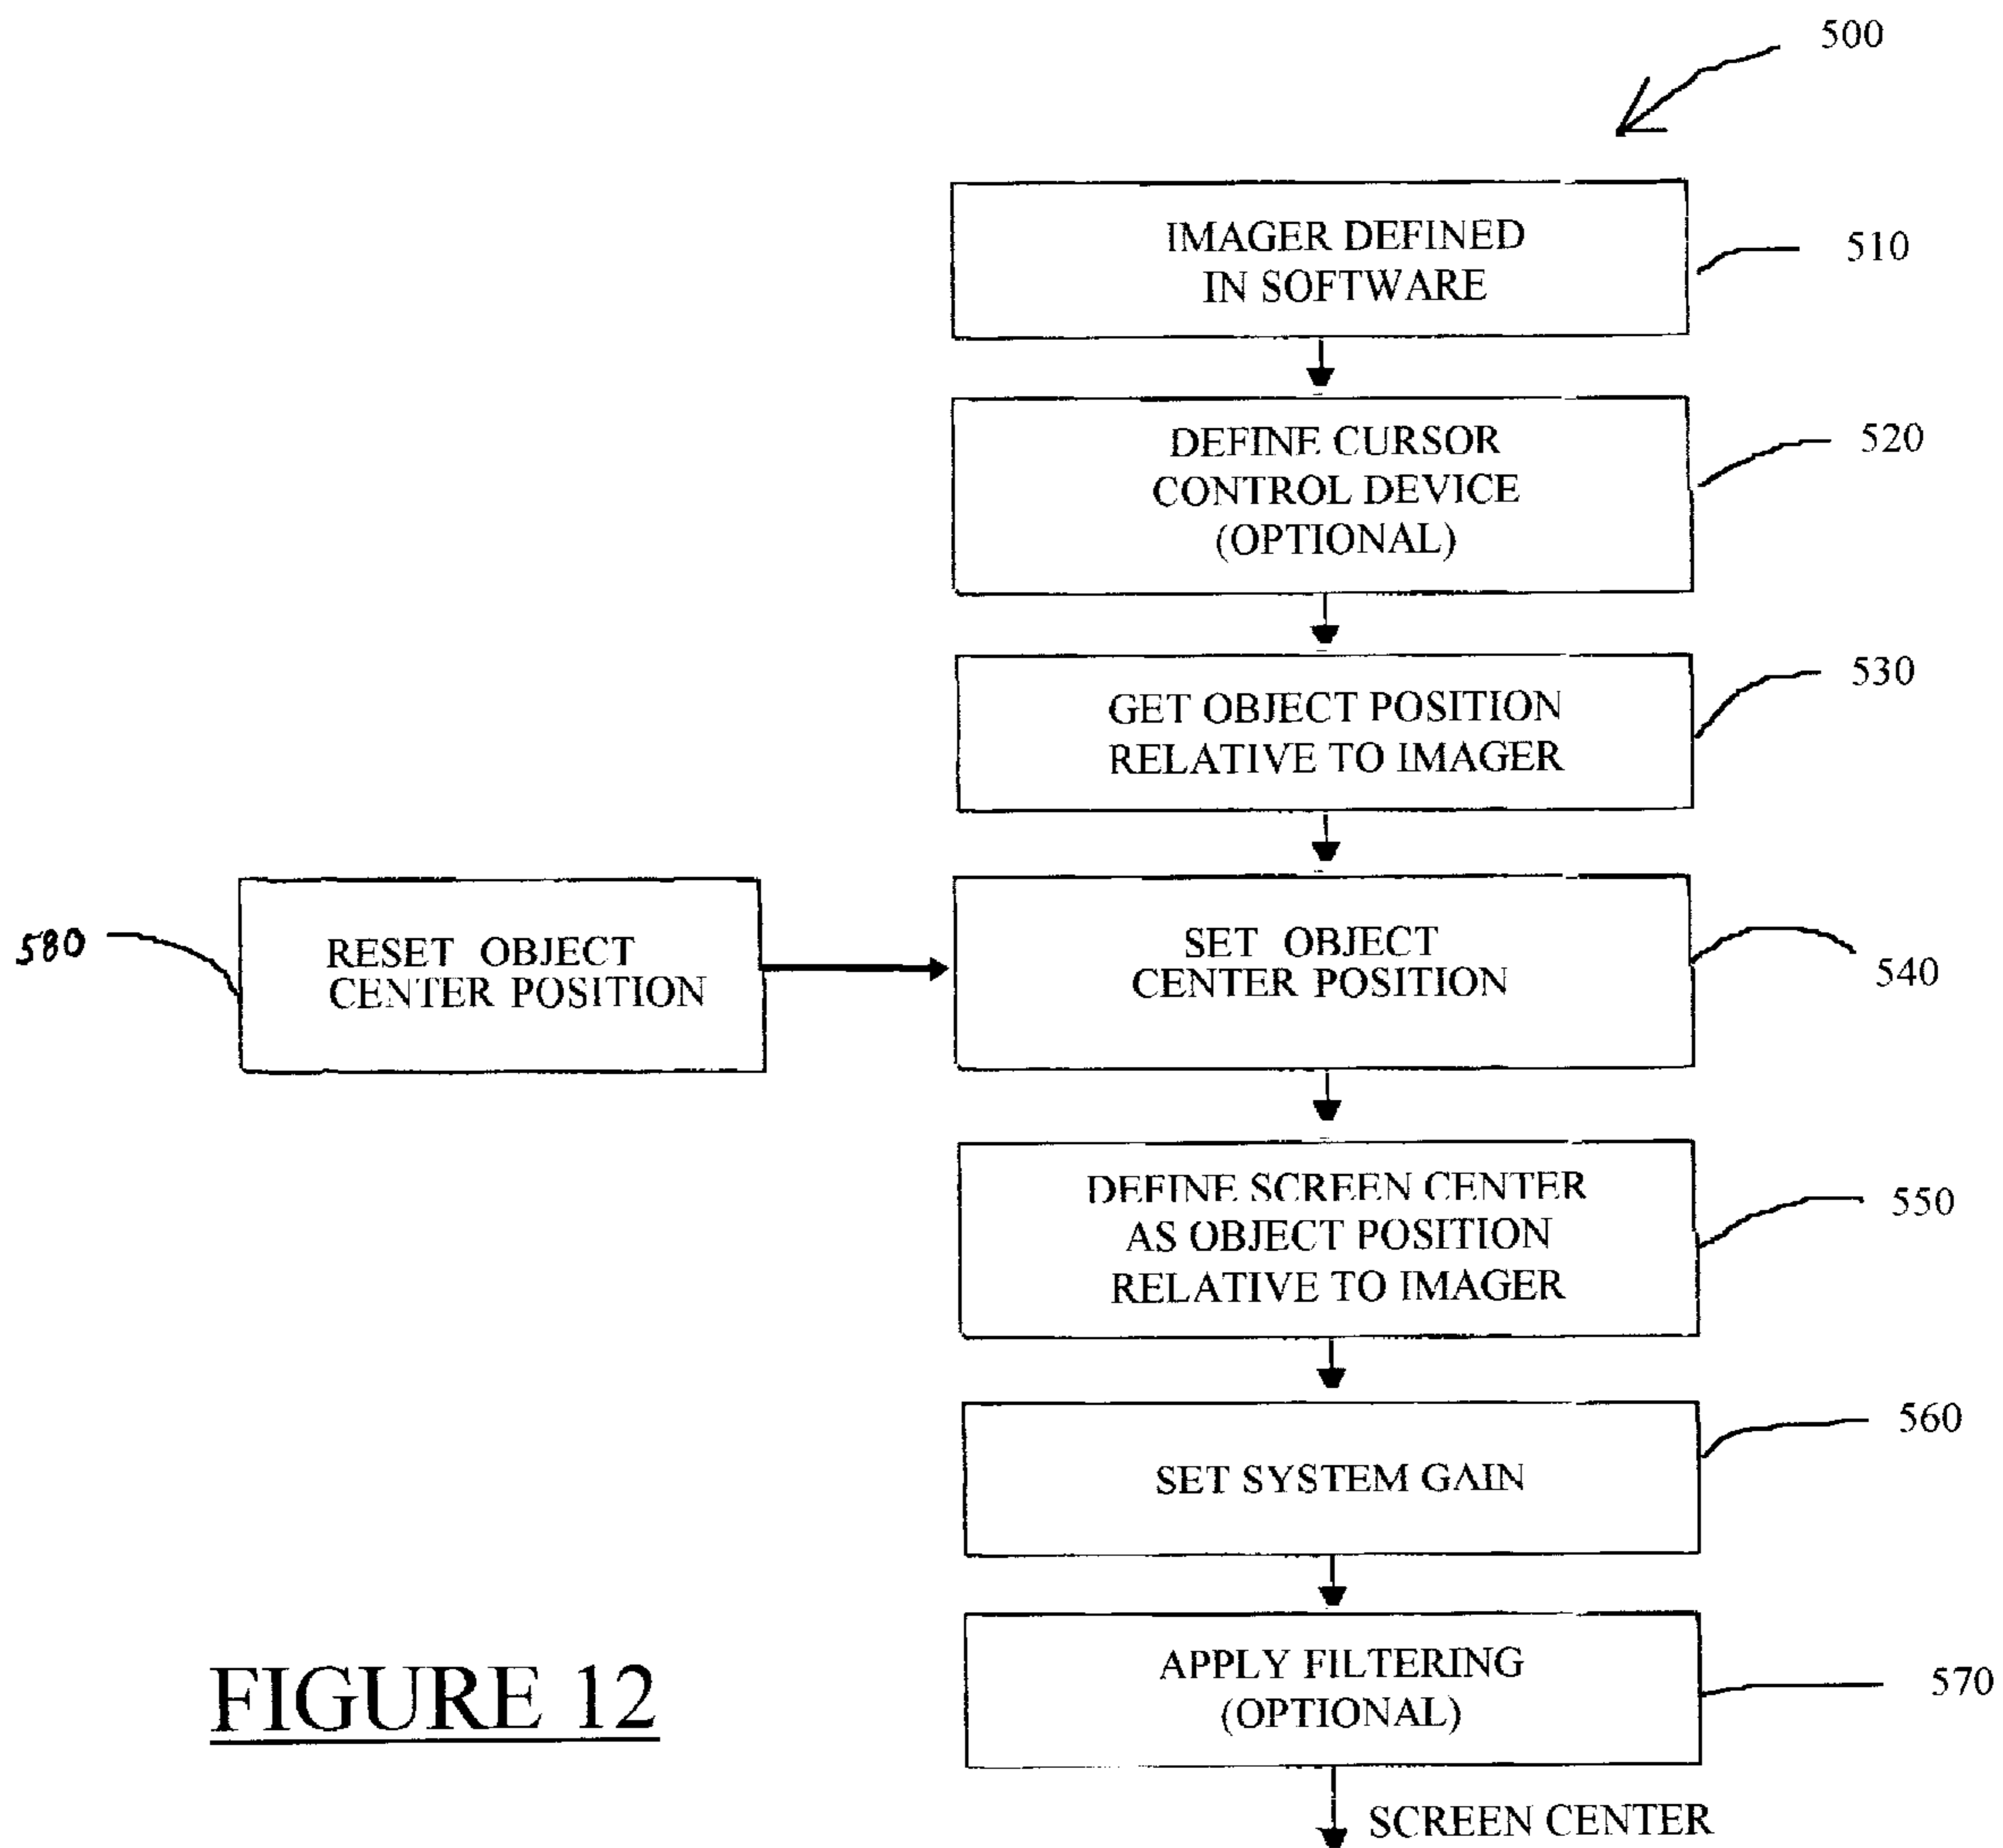 500
IMAGER DEFINED
IN SOFTWARE
510
DEFINE CURSOR
CONTROL DEVICE
(OPTIONAL)
520
GET OBJECT POSITION
RELATIVE TO IMAGER
530
580
RESET OBJECT
CENTER POSITION
SET OBJECT
CENTER POSITION
540
DEFINE SCREEN CENTER
AS OBJECT POSITION
RELATIVE TO IMAGER
550
SET SYSTEM GAIN
560
APPLY FILTERING
(OPTIONAL)
570
FIGURE 12
SCREEN CENTER